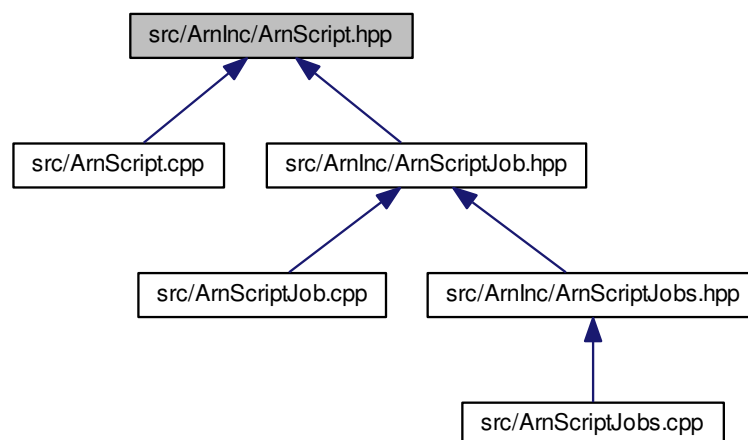 src/ArnInc/ArnScript.hpp
src/ArnScript.cpp
src/ArnInc/ArnScriptJob.hpp
src/ArnScriptJob.cpp
src/ArnInc/ArnScriptJobs.hpp
src/ArnScriptJobs.cpp